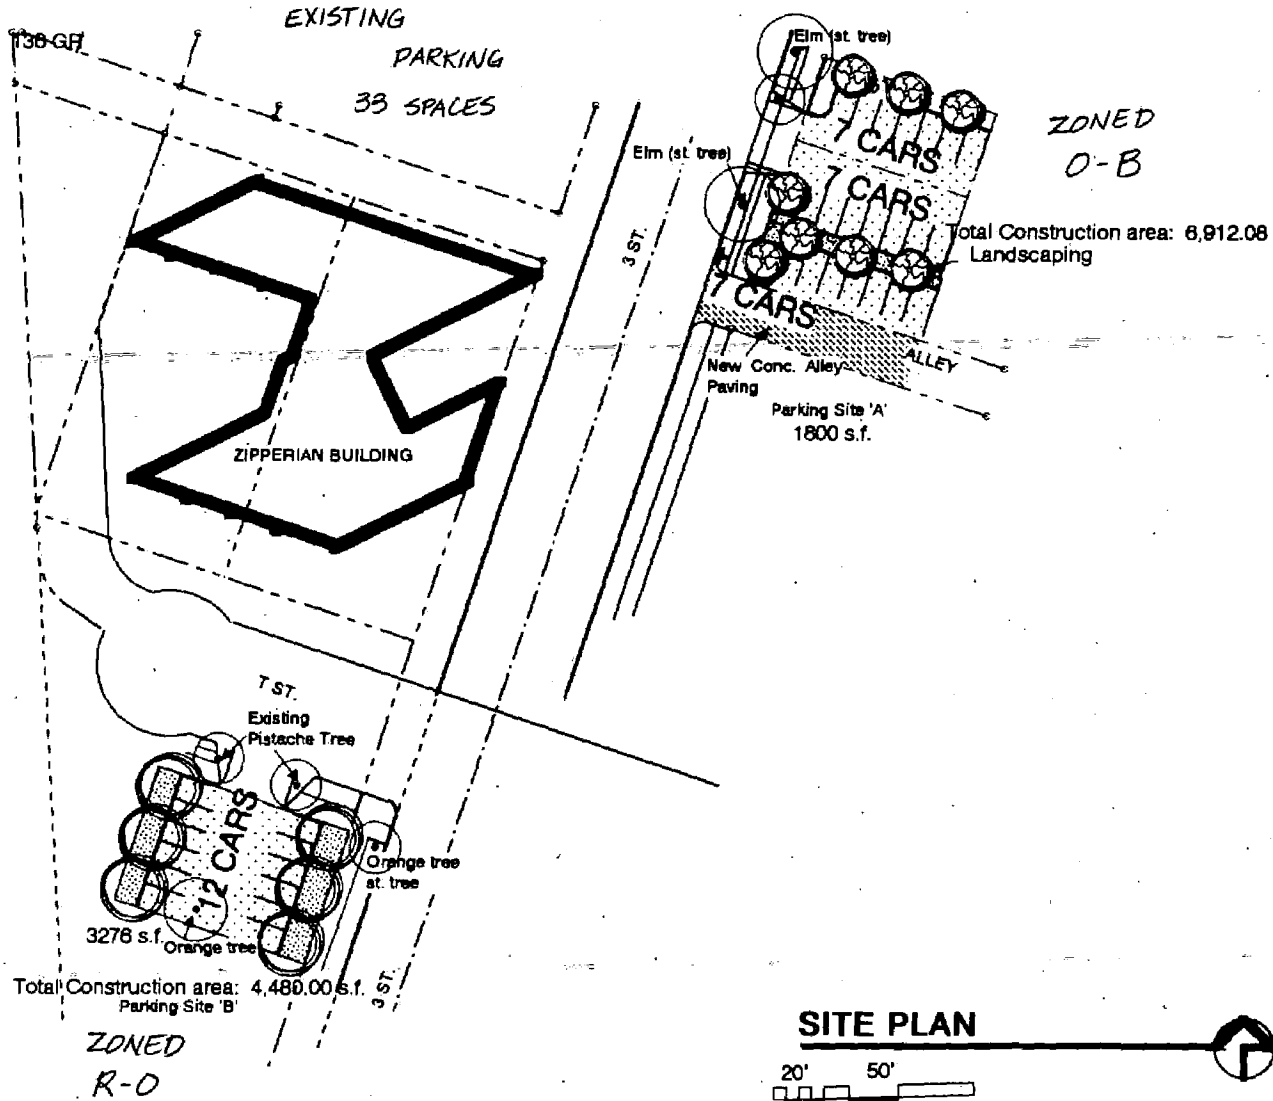 EXISTING
PARKING
33 SPACES
Elm (st. tree)
7 CARS
7 CARS
ZONED
O-B
Elm (st. tree)
3 ST.
Total Construction area: 6,912.08
Landscaping
7 CARS
ALLEY
New Conc. Alley
Paving
Parking Site 'A'
1800 s.f.
ZIPPERIAN BUILDING
T ST.
Existing
Pistache Tree
12 CARS
Orange tree
st. tree
3276 s.f.
Orange tree
Total Construction area: 4,480.00 s.f.
Parking Site 'B'
3 ST.
ZONED
R-O
SITE PLAN
20' 50'